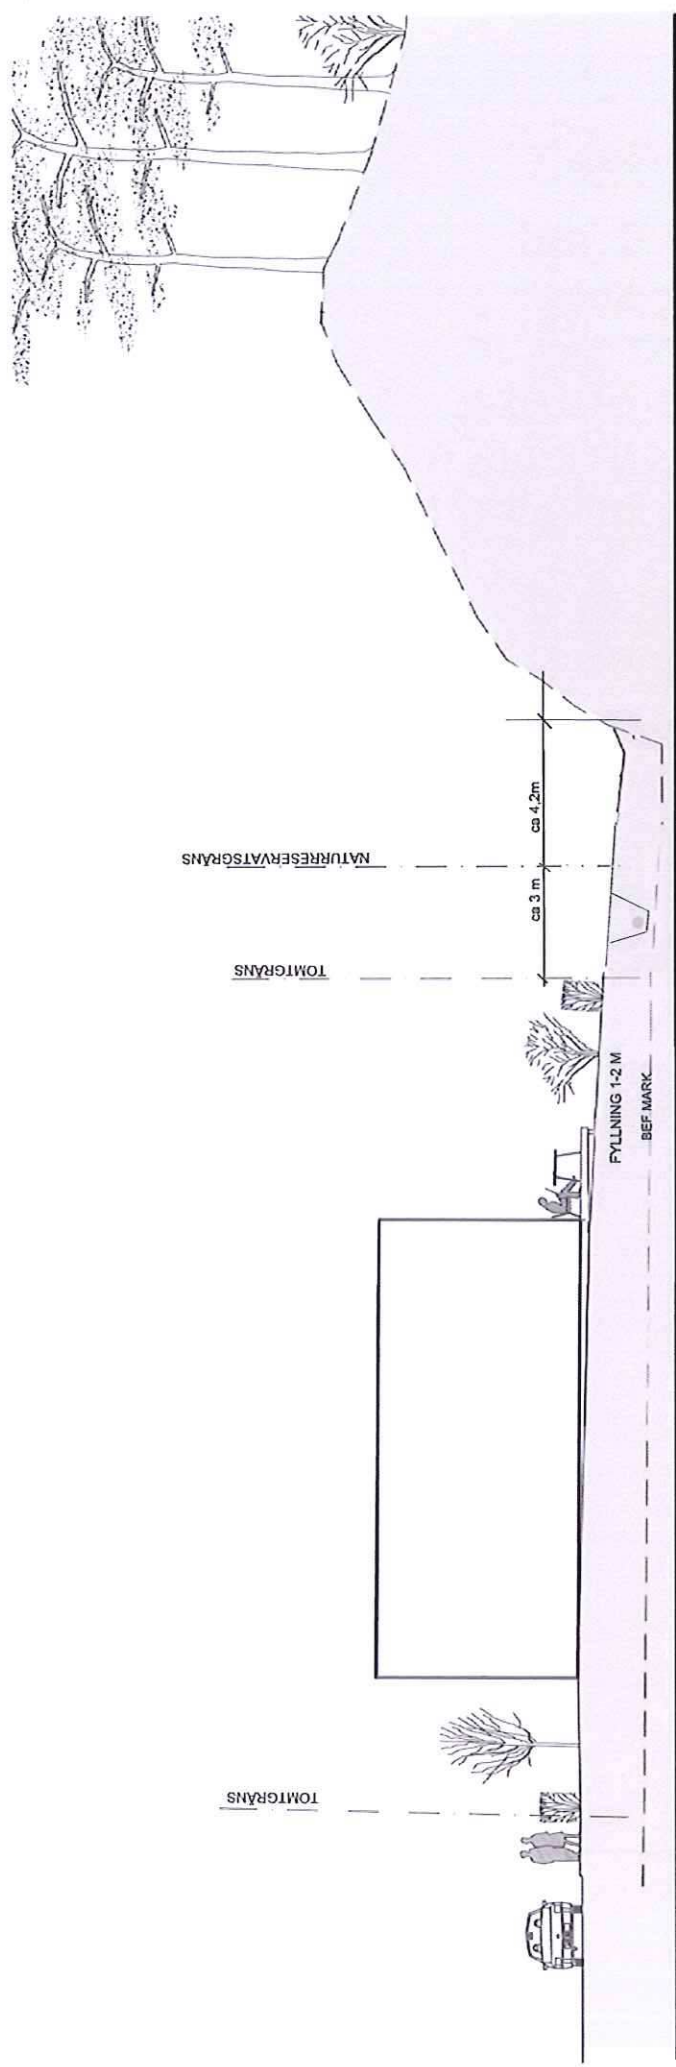 TOMTGRÄNS
TOMTGRÄNS
NATURRESERVATSGRÄNS
ca 3 m
ca 4,2m
FYLLNING 1-2 M
BEF.MARK